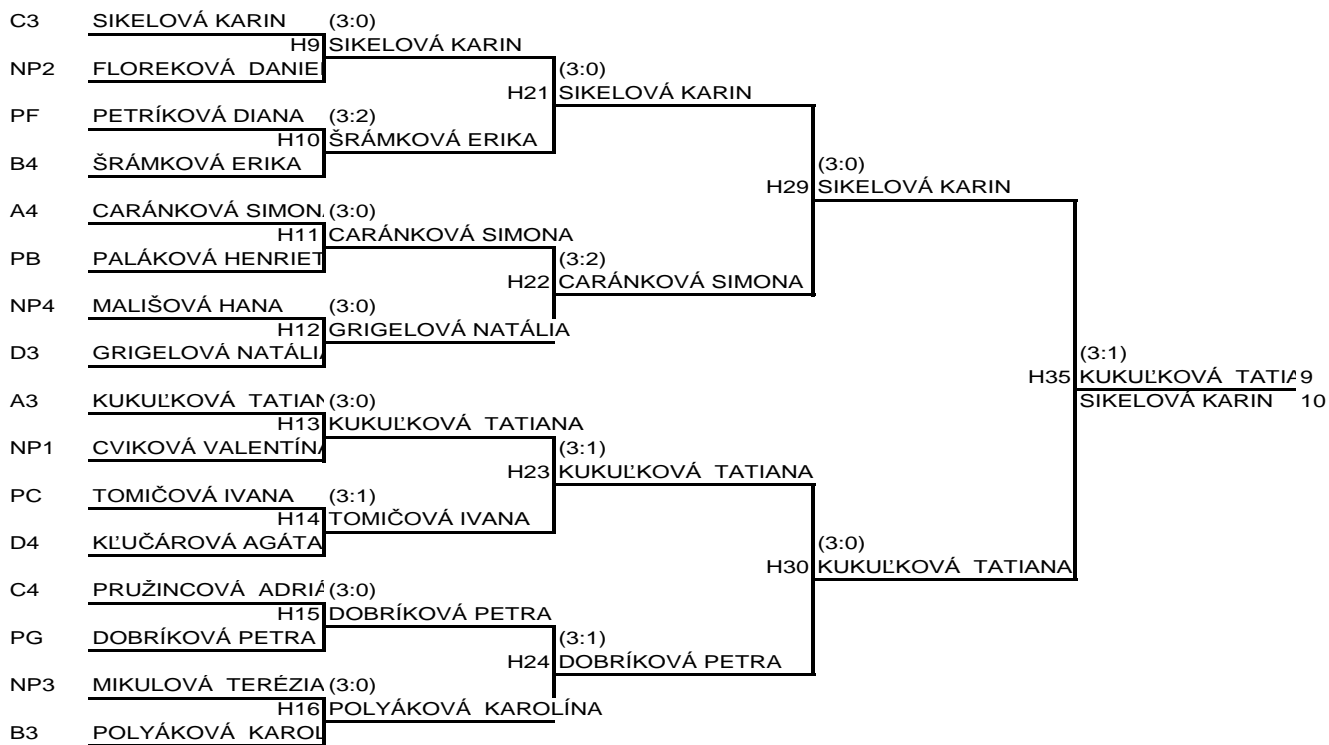 C3 SIKELOVÁ KARIN (3:0)
H9 SIKELOVÁ KARIN
NP2 FLOREKOVÁ DANIE (3:0)
H21 SIKELOVÁ KARIN
PF PETRÍKOVÁ DIANA (3:2)
H10 ŠRÁMKOVÁ ERIKA
B4 ŠRÁMKOVÁ ERIKA (3:0)
H29 SIKELOVÁ KARIN
A4 CARÁNKOVÁ SIMON (3:0)
H11 CARÁNKOVÁ SIMONA
PB PALÁKOVÁ HENRIET (3:2)
H22 CARÁNKOVÁ SIMONA
NP4 MALIŠOVÁ HANA (3:0)
H12 GRIGELOVÁ NATÁLIA
D3 GRIGELOVÁ NATÁLI (3:1)
H35 KUKUĽKOVÁ TATIA 9
A3 KUKUĽKOVÁ TATIAN (3:0) SIKELOVÁ KARIN 10
H13 KUKUĽKOVÁ TATIANA
NP1 CVIKOVÁ VALENTÍN (3:1)
H23 KUKUĽKOVÁ TATIANA
PC TOMIČOVÁ IVANA (3:1)
H14 TOMIČOVÁ IVANA
D4 KĽUČÁROVÁ AGÁTA (3:0)
H30 KUKUĽKOVÁ TATIANA
C4 PRUŽINCOVÁ ADRI (3:0)
H15 DOBRÍKOVÁ PETRA
PG DOBRÍKOVÁ PETRA (3:1)
H24 DOBRÍKOVÁ PETRA
NP3 MIKULOVÁ TERÉZIA (3:0)
H16 POLYÁKOVÁ KAROLÍNA
B3 POLYÁKOVÁ KAROL